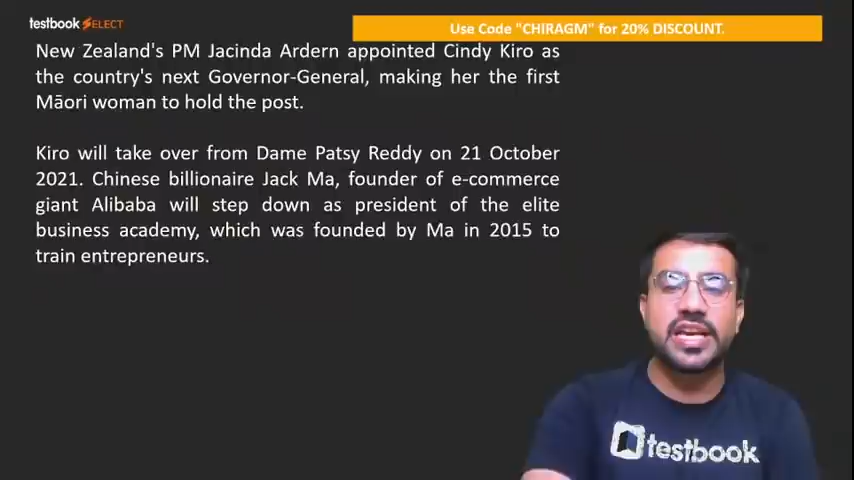 testbook SELECT
Use Code "CHIRAGM" for 20% DISCOUNT.
New Zealand's PM Jacinda Ardern appointed Cindy Kiro as
the country's next Governor-General, making her the first
Māori woman to hold the post.
Kiro will take over from Dame Patsy Reddy on 21 October
2021. Chinese billionaire Jack Ma, founder of e-commerce
giant Alibaba will step down as president of the elite
business academy, which was founded by Ma in 2015 to
train entrepreneurs.
testbook